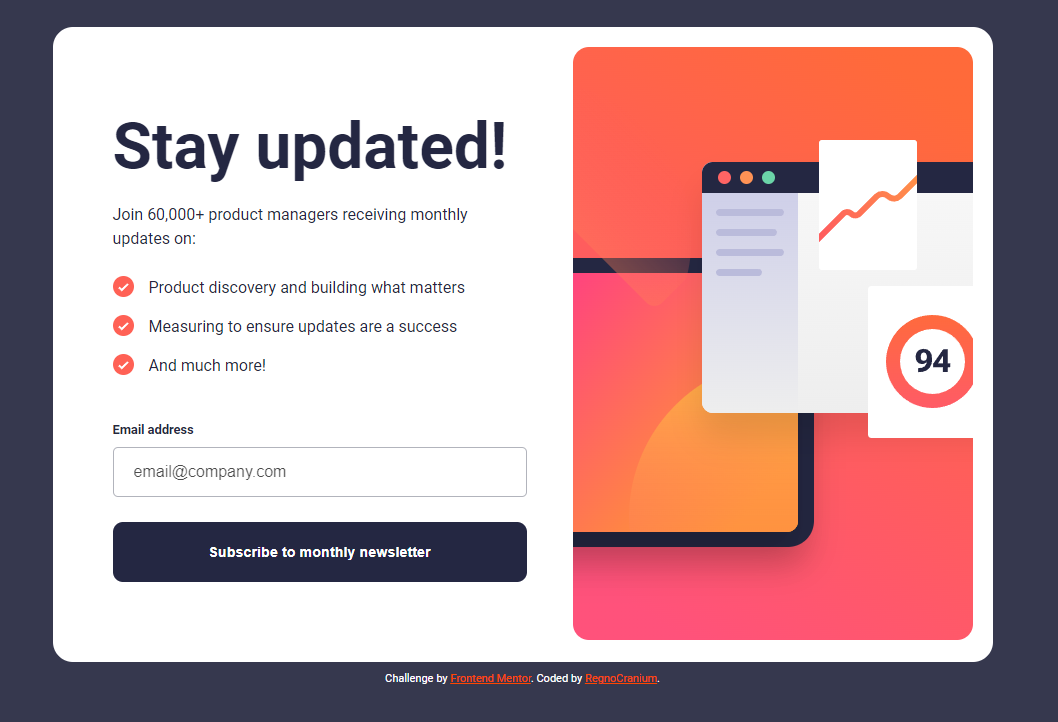 Stay updated!
Join 60,000+ product managers receiving monthly
updates on:
Product discovery and building what matters
Measuring to ensure updates are a success
And much more!
Email address
email@company.com
Subscribe to monthly newsletter
94
Challenge by Frontend Mentor. Coded by RegnoCranium.